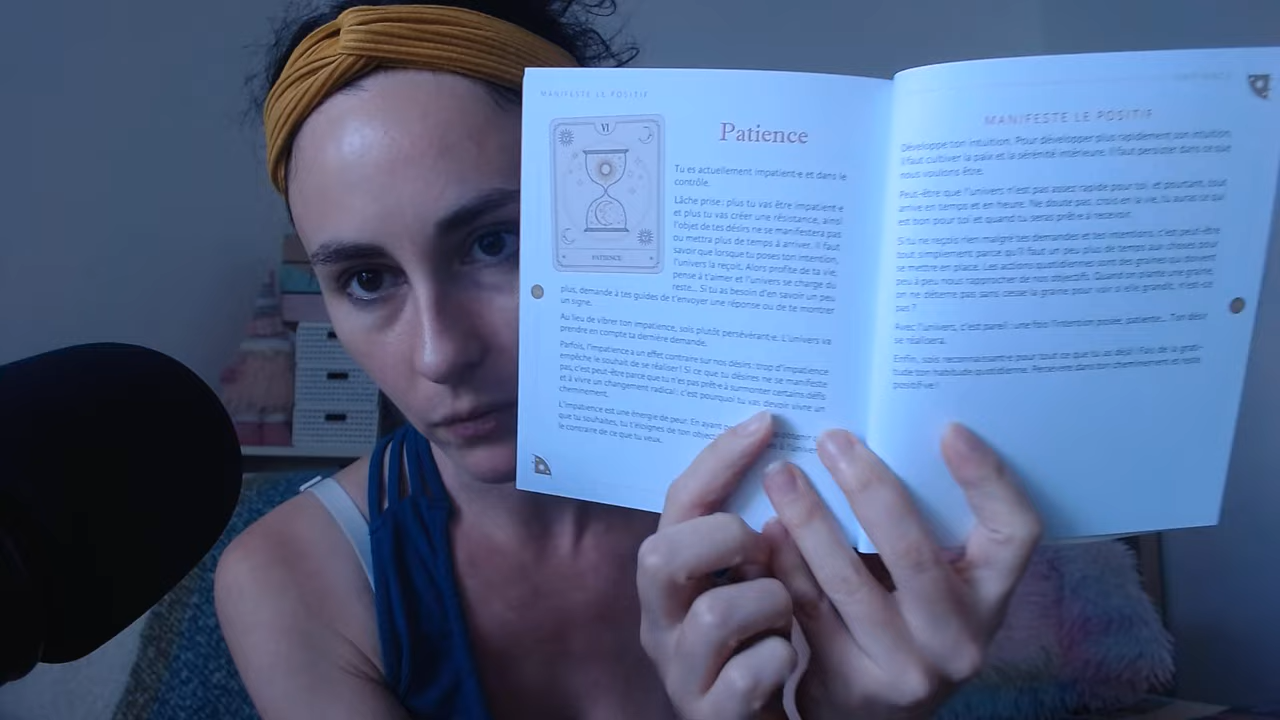 MANIFESTE LE POSITIF
VI
PATIENCE
Patience
Tu es actuellement impatient·e et dans le
contrôle.
Lâche prise : plus tu vas être impatient·e
et plus tu vas créer une résistance, ainsi
l'objet de tes désirs ne se manifestera pas
ou mettra plus de temps à arriver. Il faut
savoir que lorsque tu poses ton intention,
l'univers la reçoit. Alors profite de ta vie,
pense à t'aimer et l'univers se charge du
reste... Si tu as besoin d'en savoir un peu
plus, demande à tes guides de t'envoyer une réponse ou de te montrer
un signe.
Au lieu de vibrer ton impatience, sois plutôt persévérant·e. L'univers va
prendre en compte ta dernière demande.
Parfois, l'impatience a un effet contraire sur nos désirs : trop d'impatience
empêche le souhait de se réaliser ! Si ce que tu désires ne se manifeste
pas, c'est peut-être parce que tu n'es pas prêt·e à surmonter certains défis
et à vivre un changement radical : c'est pourquoi tu vas devoir vivre un
cheminement.
L'impatience est une énergie de peur. En ayant
que tu souhaites, tu t'éloignes de ton
le contraire de ce que tu veux.
MANIFESTE LE POSITIF
Développe ton intuition. Pour développer plus rapidement ton intuition
il faut cultiver la paix et la sérénité intérieure. Il faut persister dans ce que
nous voulons être.
Peut-être que l'univers n'est pas assez rapide pour toi, et pourtant, tout
arrive en temps et en heure. Ne doute pas, crois en la vie, tu auras ce qui
est bon pour toi et quand tu seras prêt·e à recevoir.
Si tu ne reçois rien malgré tes demandes et tes intentions, c'est peut-être
tout simplement parce qu'il faut un peu plus de temps aux choses pour
se mettre en place. Les actions quotidiennes sont des graines qui doivent
peu à peu nous rapprocher de nos objectifs. Quand on plante une graine,
on ne déterre pas sans cesse la graine pour voir si elle grandit, n'est-ce
pas ?
Avec l'univers, c'est pareil : une fois l'intention posée, patiente... Ton désir
se réalisera.
Enfin, sois reconnaissant·e pour tout ce que tu as déjà ! Fais de la grati-
tude ton habitude quotidienne. Persévère dans ton cheminement et reste
positif·ve !